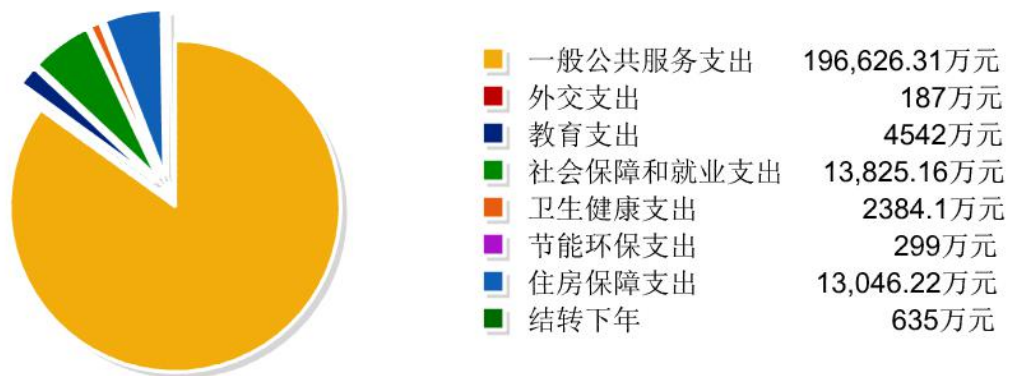 一般公共服务支出 196,626.31万元
外交支出 187万元
教育支出 4542万元
社会保障和就业支出 13,825.16万元
卫生健康支出 2384.1万元
节能环保支出 299万元
住房保障支出 13,046.22万元
结转下年 635万元